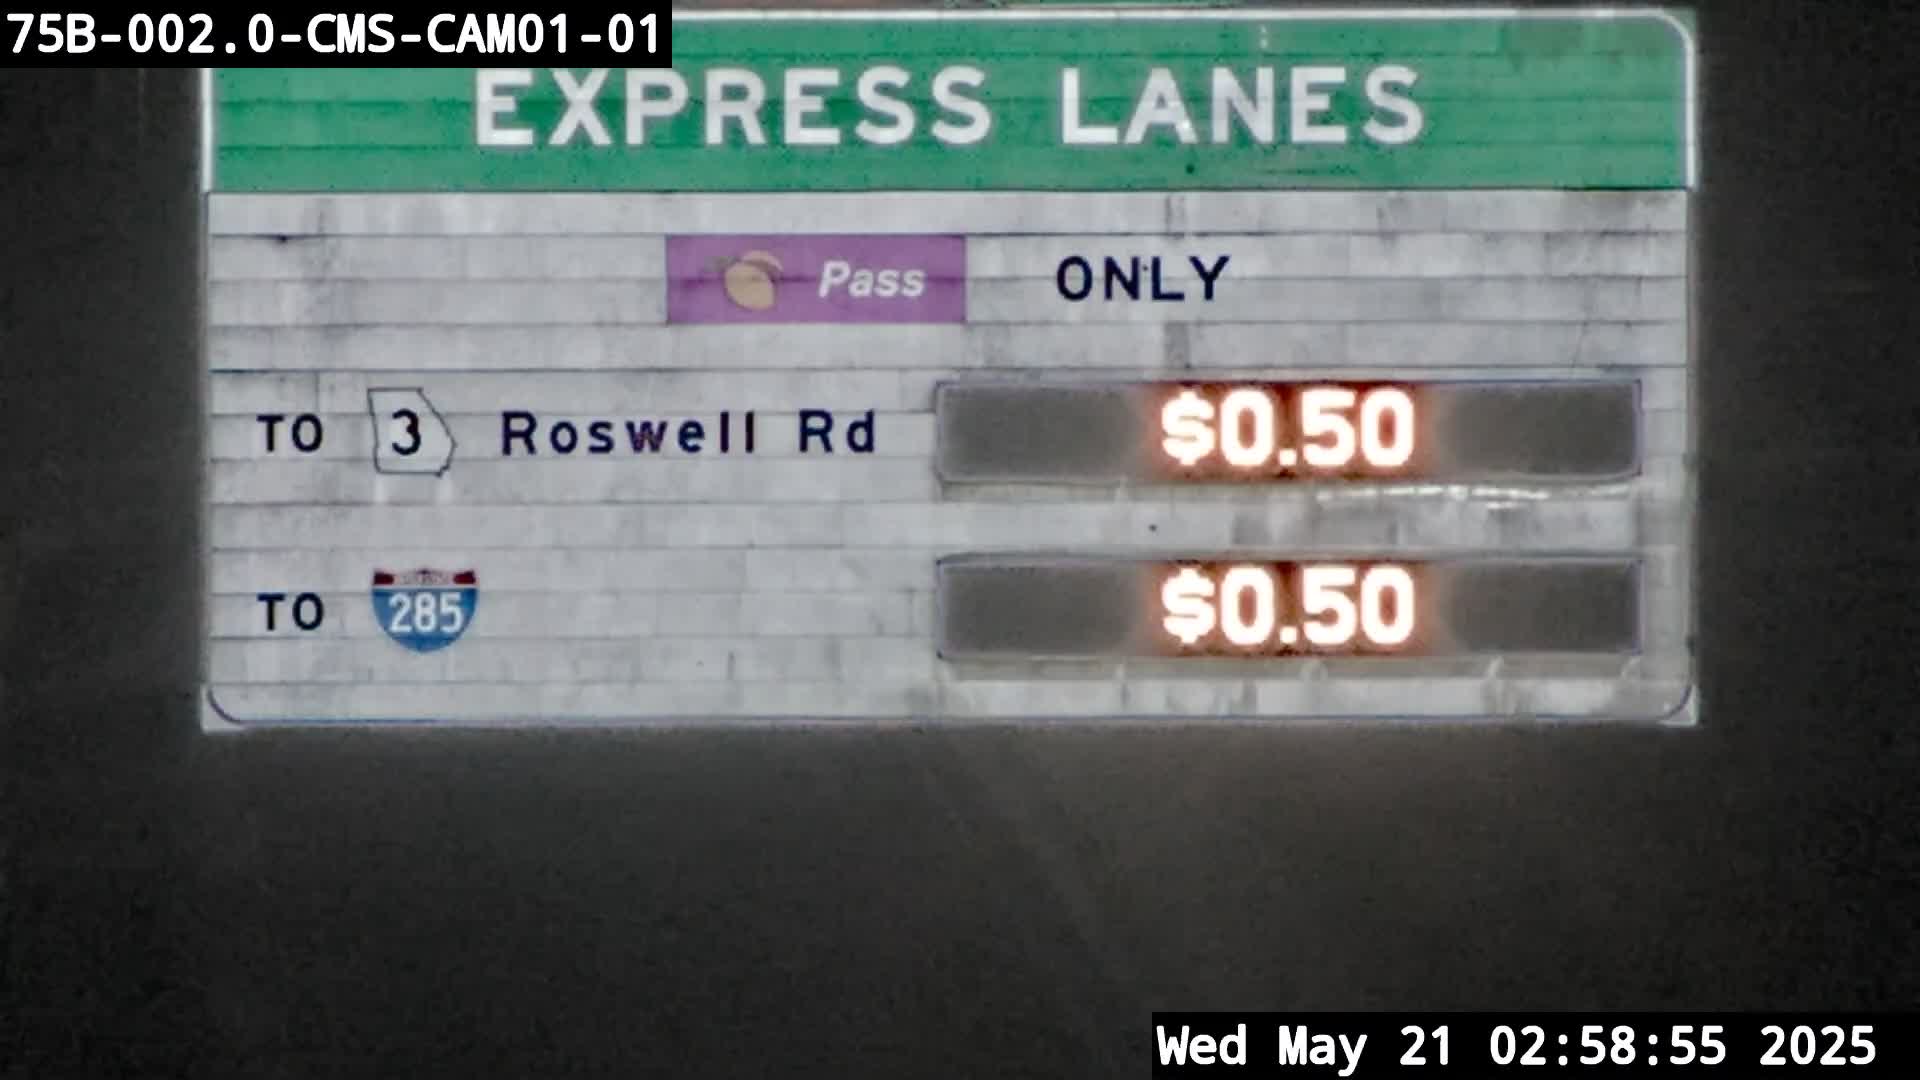 75B-002.0-CMS-CAM01-01
EXPRESS LANES
Pass ONLY
TO 3 Roswell Rd $0.50
TO 285 $0.50
Wed May 21 02:58:55 2025